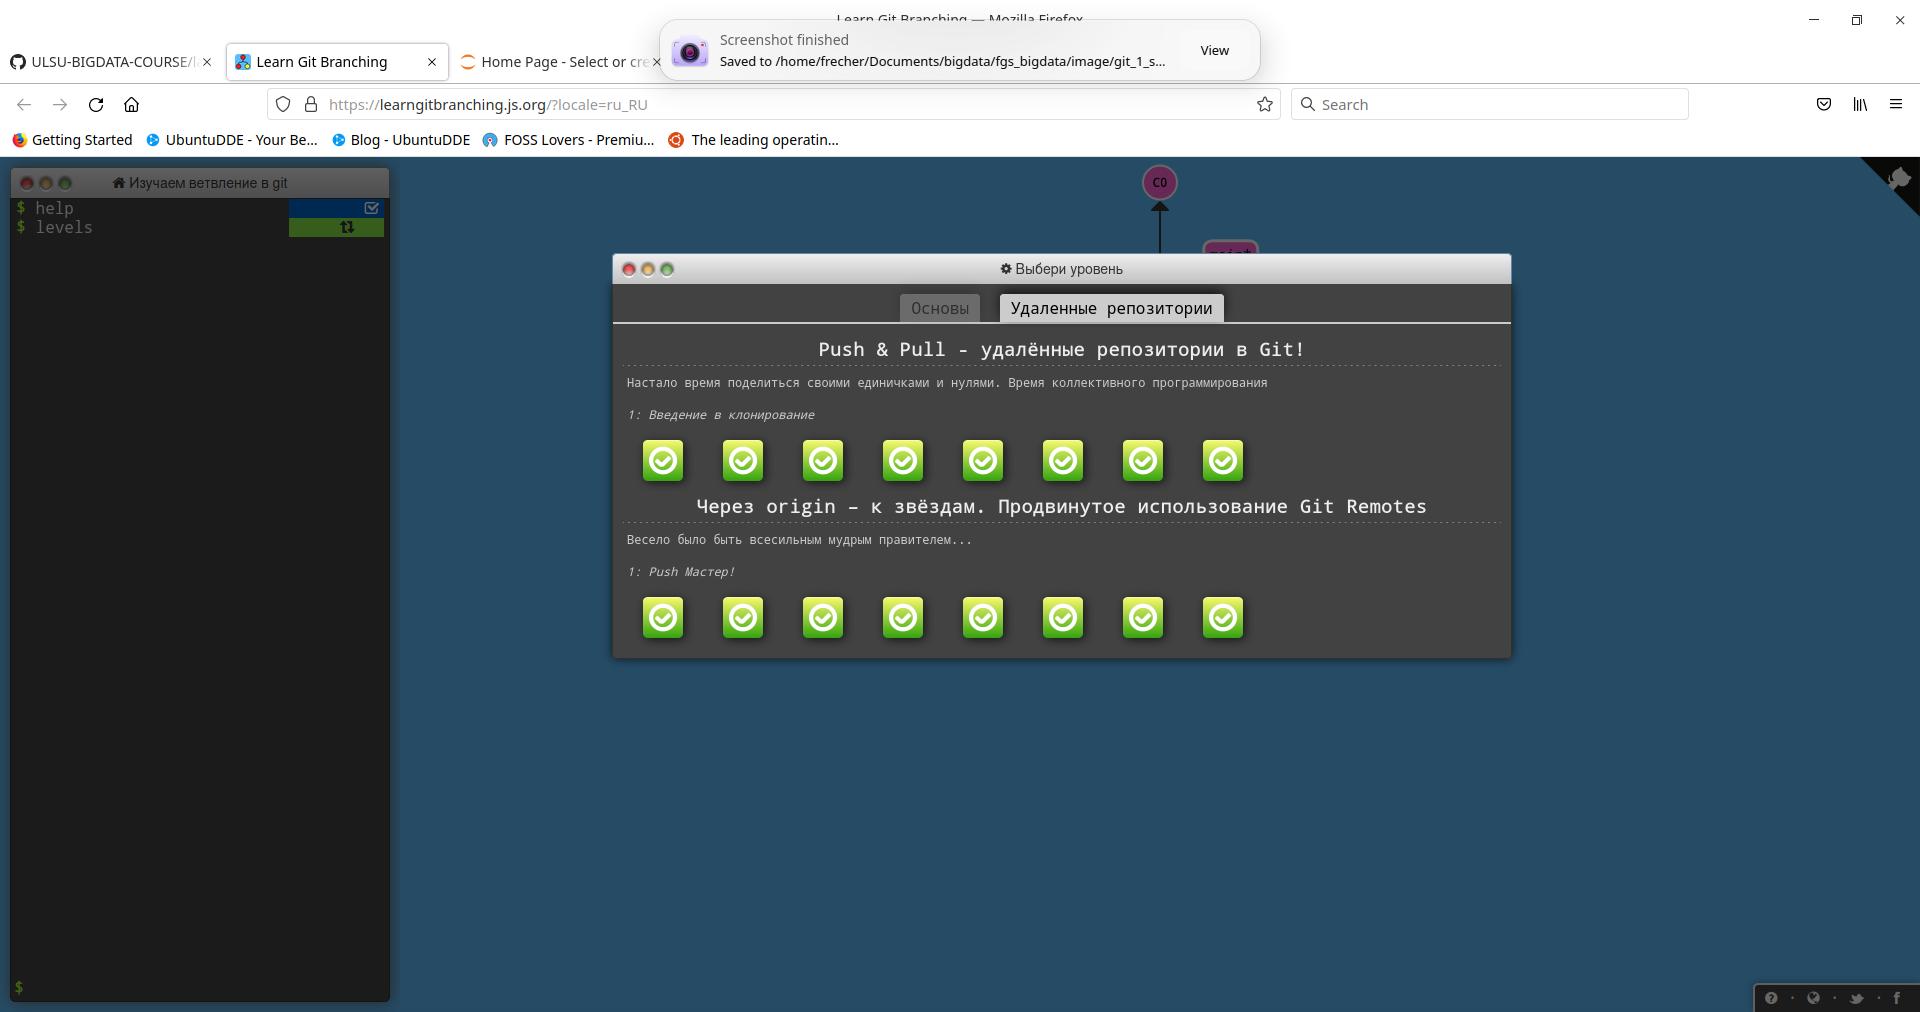 Learn Git Branching — Mozilla Firefox
Screenshot finished
Saved to /home/frecher/Documents/bigdata/fgs_bigdata/image/git_1_s...
View
ULSU-BIGDATA-COURSE/
Learn Git Branching
Home Page - Select or cre
https://learngitbranching.js.org/?locale=ru_RU
Search
Getting Started
UbuntuDDE - Your Be...
Blog - UbuntuDDE
FOSS Lovers - Premiu...
The leading operatin...
Изучаем ветвление в git
$ help
$ levels
$
C0
Выбери уровень
Основы
Удаленные репозитории
Push & Pull - удалённые репозитории в Git!
Настало время поделиться своими единичками и нулями. Время коллективного программирования
1: Введение в клонирование
Через origin – к звёздам. Продвинутое использование Git Remotes
Весело было быть всесильным мудрым правителем...
1: Push Мастер!